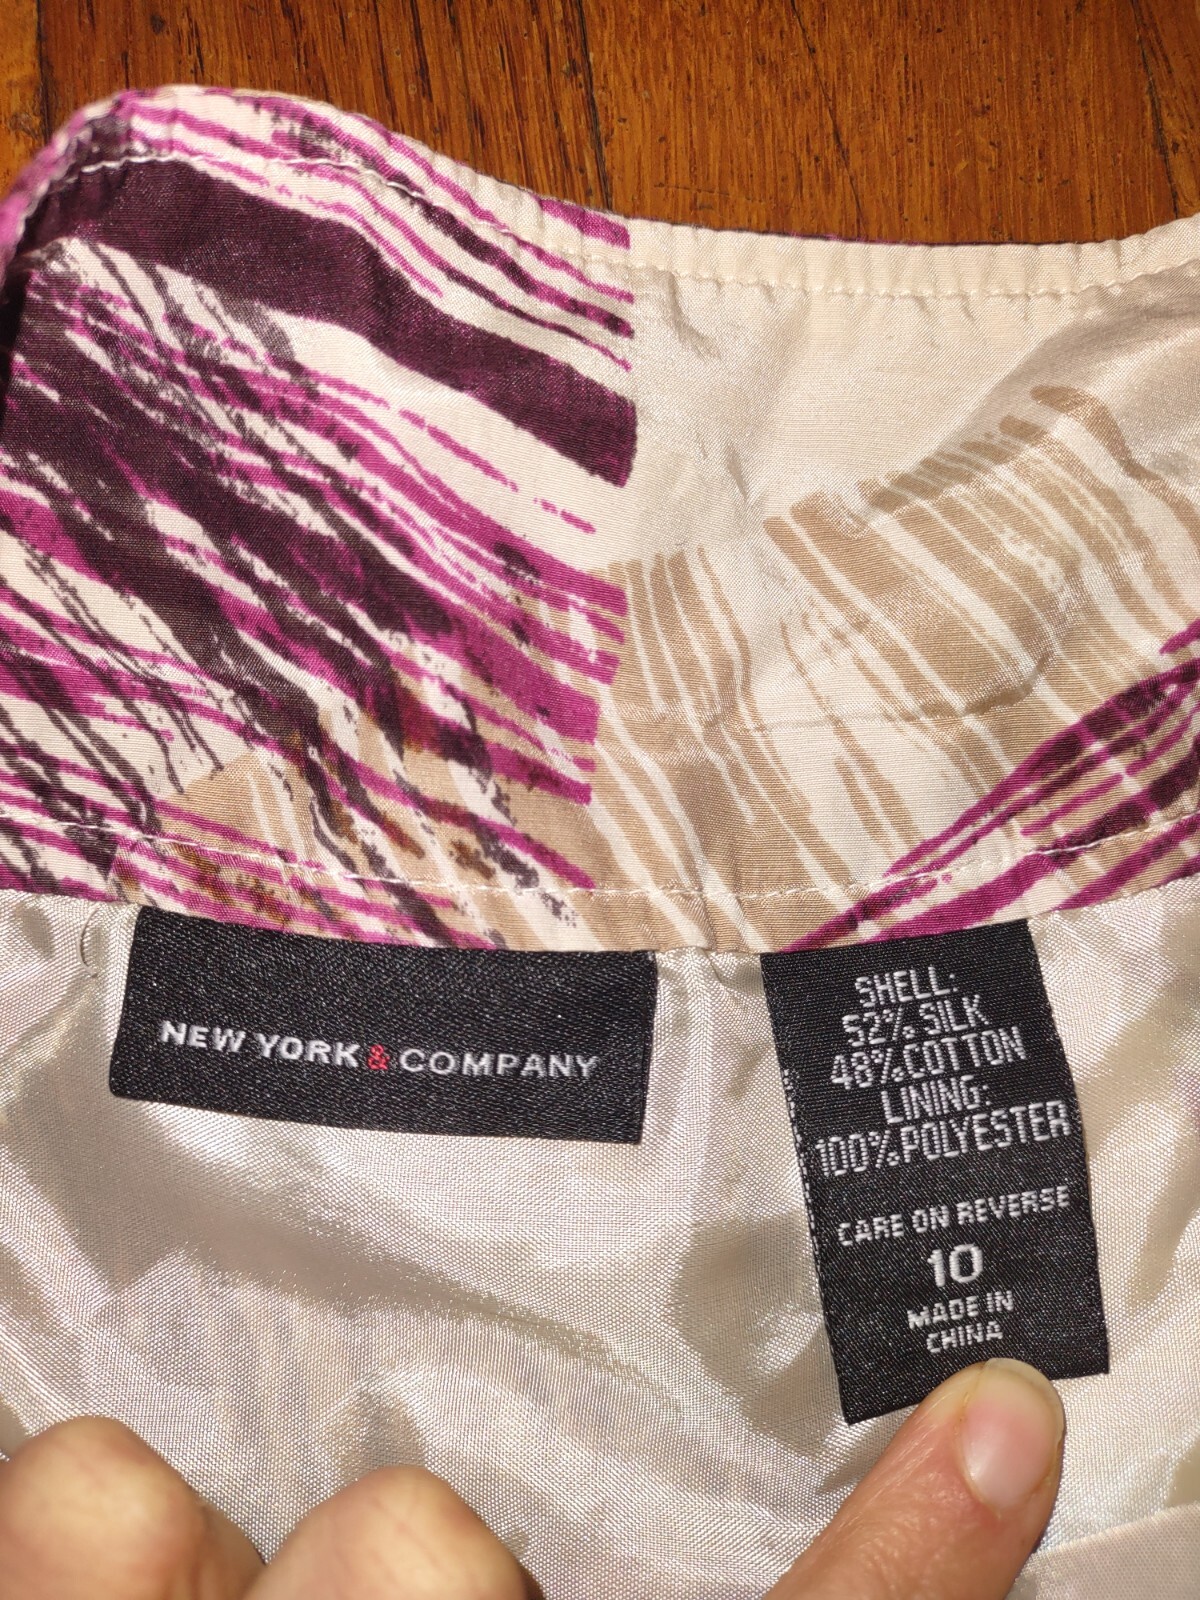 NEW YORK & COMPANY
SHELL:
52% SILK
48% COTTON
LINING:
100% POLYESTER
CARE ON REVERSE
10
MADE IN
CHINA